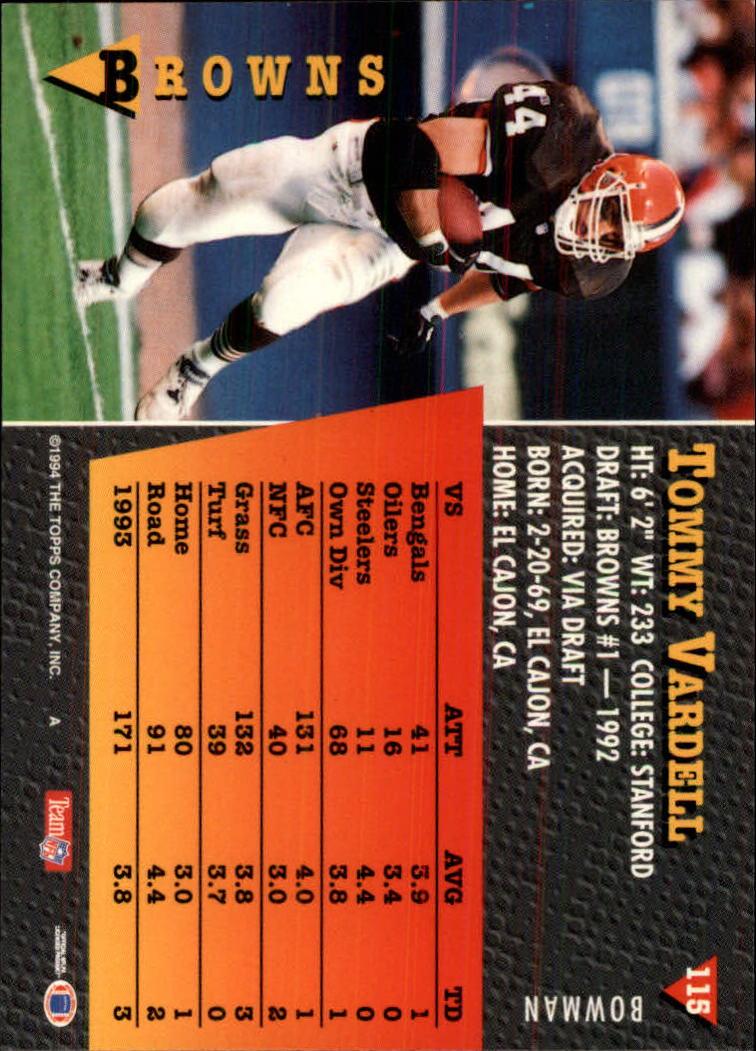 BROWNS
44
TOMMY VARDELL
115
BOWMAN
HT: 6' 2" WT: 233 COLLEGE: STANFORD
DRAFT: BROWNS #1 — 1992
ACQUIRED: VIA DRAFT
BORN: 2-20-69, EL CAJON, CA
HOME: EL CAJON, CA
VS ATT AVG TD
Bengals 41 3.9 1
Oilers 16 3.4 0
Steelers 11 4.4 0
Own Div 68 3.8 1
AFC 131 4.0 1
NFC 40 3.0 2
Grass 132 3.8 3
Turf 39 3.7 0
Home 80 3.0 1
Road 91 4.4 2
1993 171 3.8 3
©1994 THE TOPPS COMPANY, INC. A
Team NFL